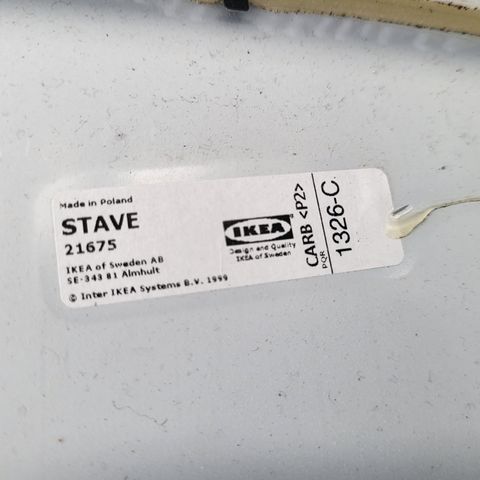 Made in Poland
STAVE
21675
IKEA of Sweden AB
SE-343 81 Älmhult
© Inter IKEA Systems B.V. 1999
IKEA®
Design and Quality
IKEA of Sweden
CARB <P2>
PQR
1326-C